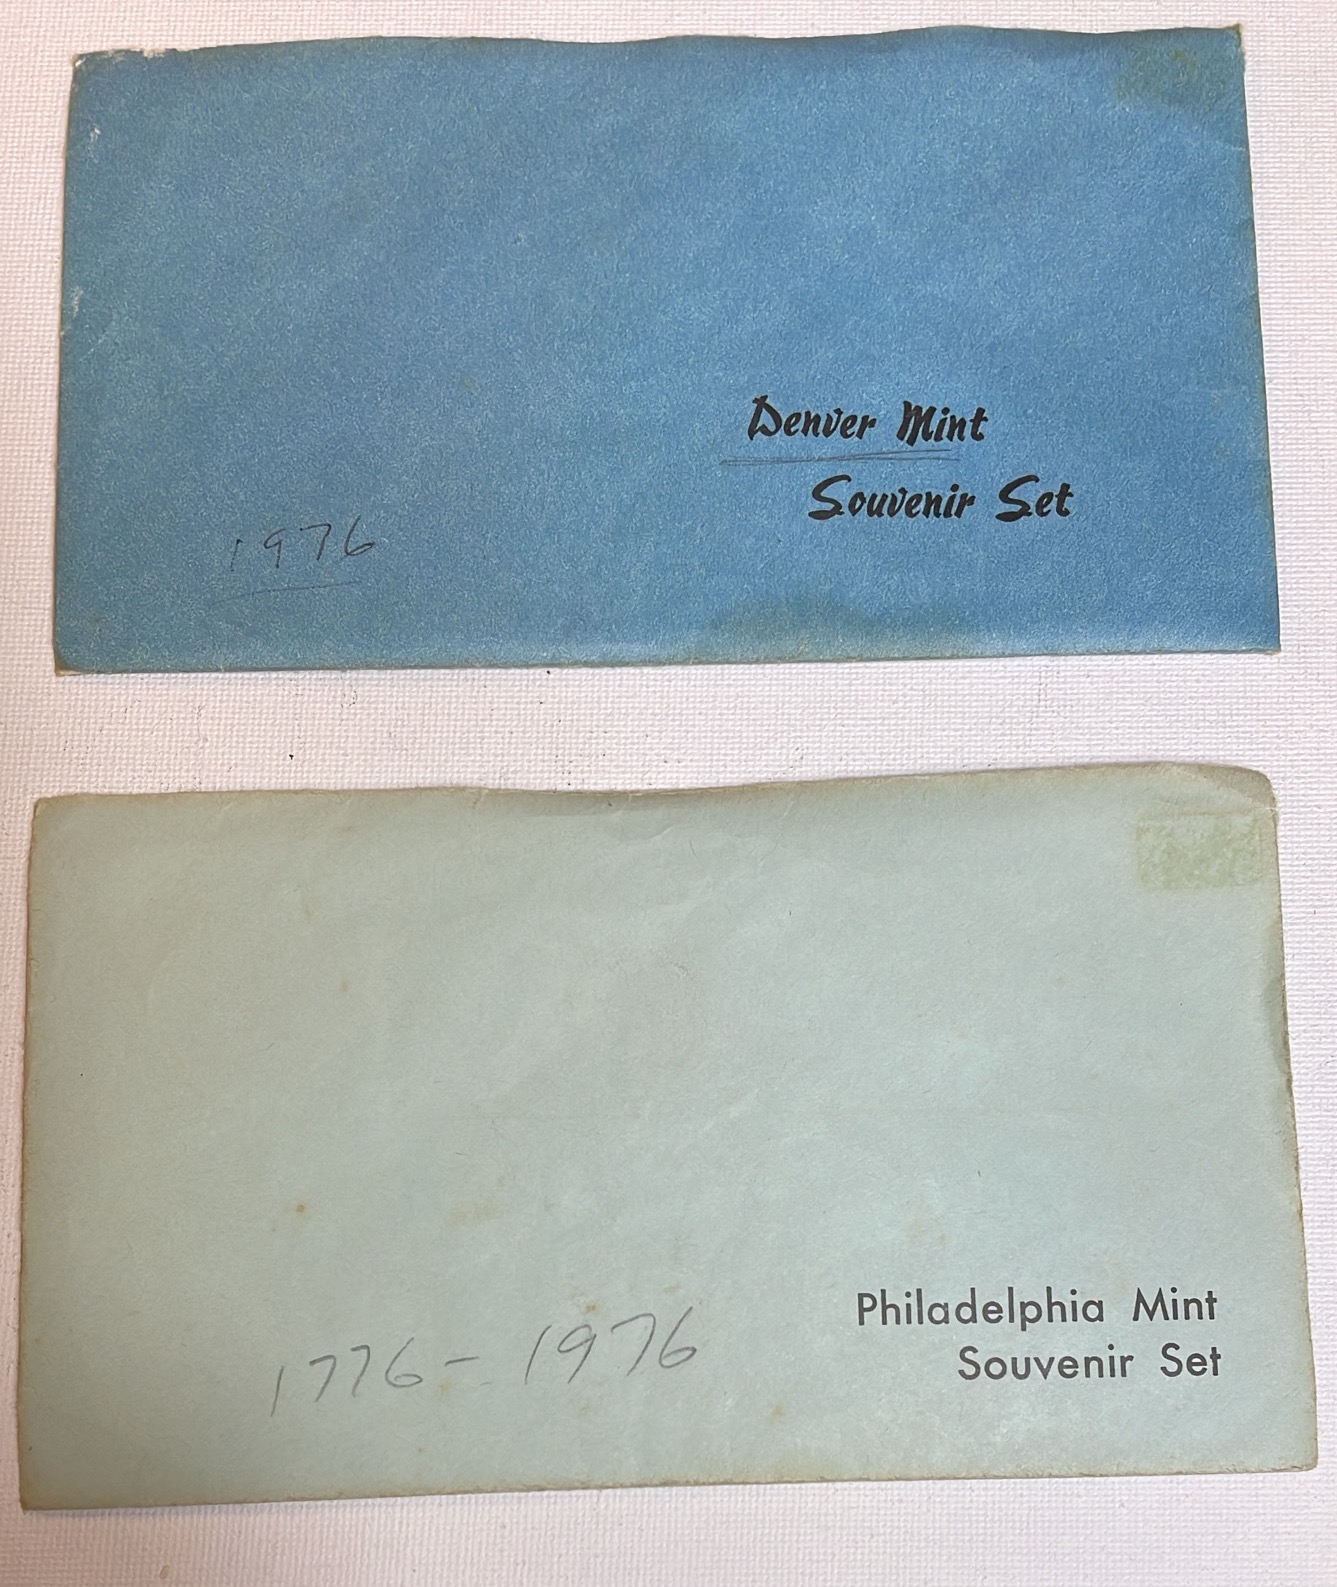 Denver Mint
Souvenir Set
1976
Philadelphia Mint
Souvenir Set
1776 - 1976